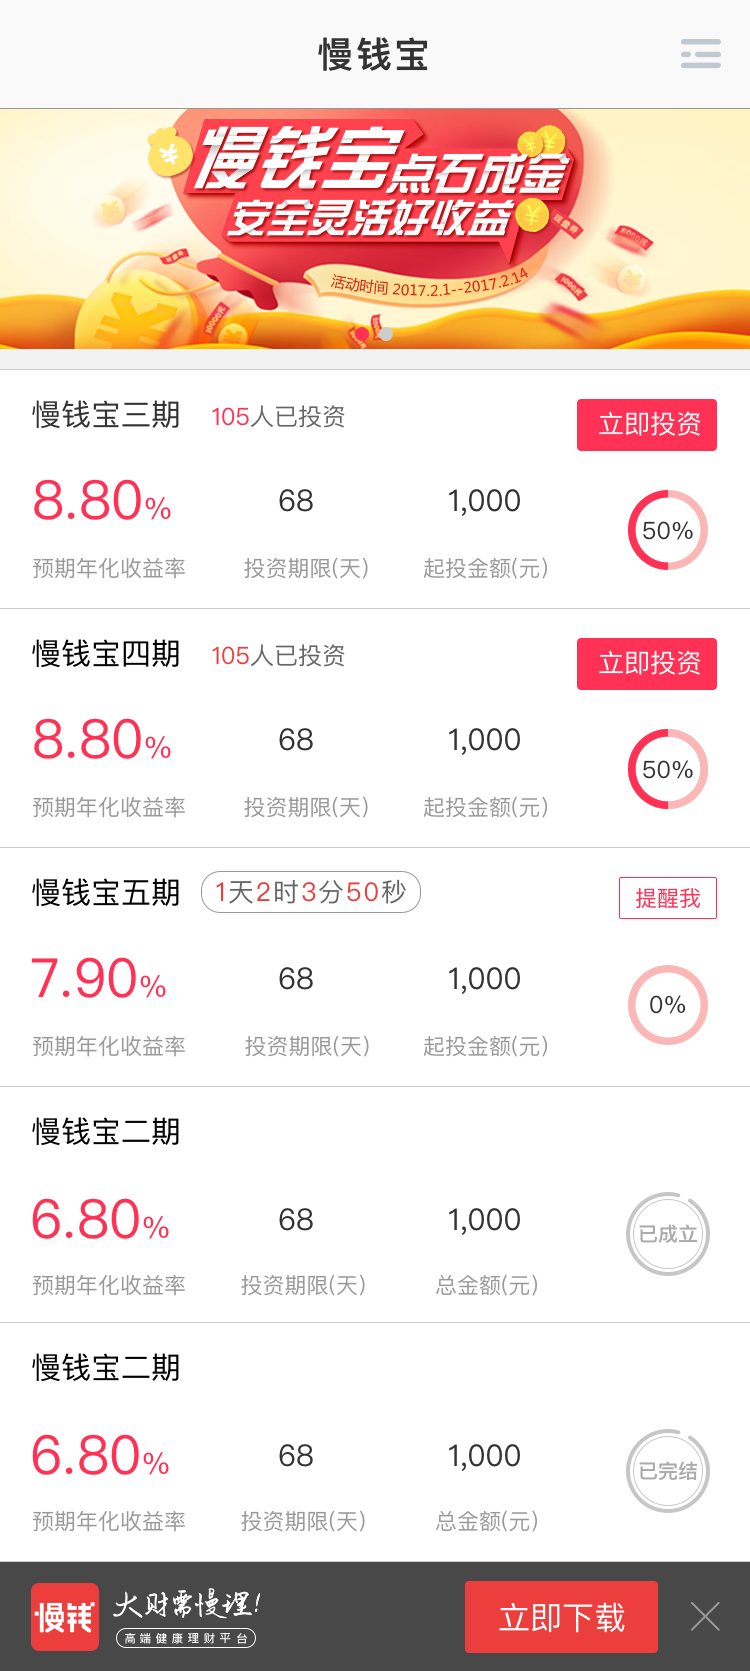 慢钱宝
慢钱宝点石成金
安全灵活好收益
活动时间 2017.2.1--2017.2.14
慢钱宝三期 105人已投资 立即投资
8.80% 68 1,000 50%
预期年化收益率 投资期限(天) 起投金额(元)
慢钱宝四期 105人已投资 立即投资
8.80% 68 1,000 50%
预期年化收益率 投资期限(天) 起投金额(元)
慢钱宝五期 1天2时3分50秒 提醒我
7.90% 68 1,000 0%
预期年化收益率 投资期限(天) 起投金额(元)
慢钱宝二期
6.80% 68 1,000 已成立
预期年化收益率 投资期限(天) 总金额(元)
慢钱宝二期
6.80% 68 1,000 已完结
预期年化收益率 投资期限(天) 总金额(元)
慢钱 大财需慢理! 立即下载
高端健康理财平台